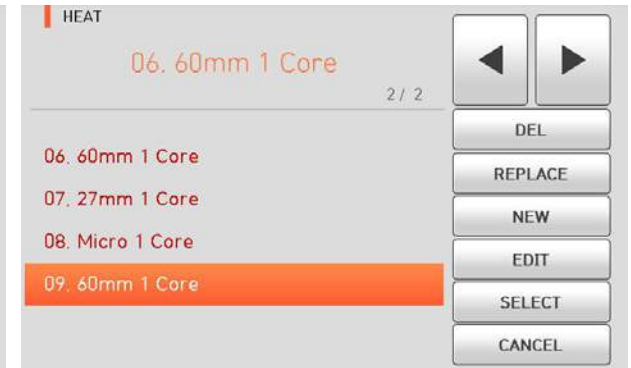 HEAT
06. 60mm 1 Core
2/ 2
06. 60mm 1 Core
07. 27mm 1 Core
08. Micro 1 Core
09. 60mm 1 Core
DEL
REPLACE
NEW
EDIT
SELECT
CANCEL